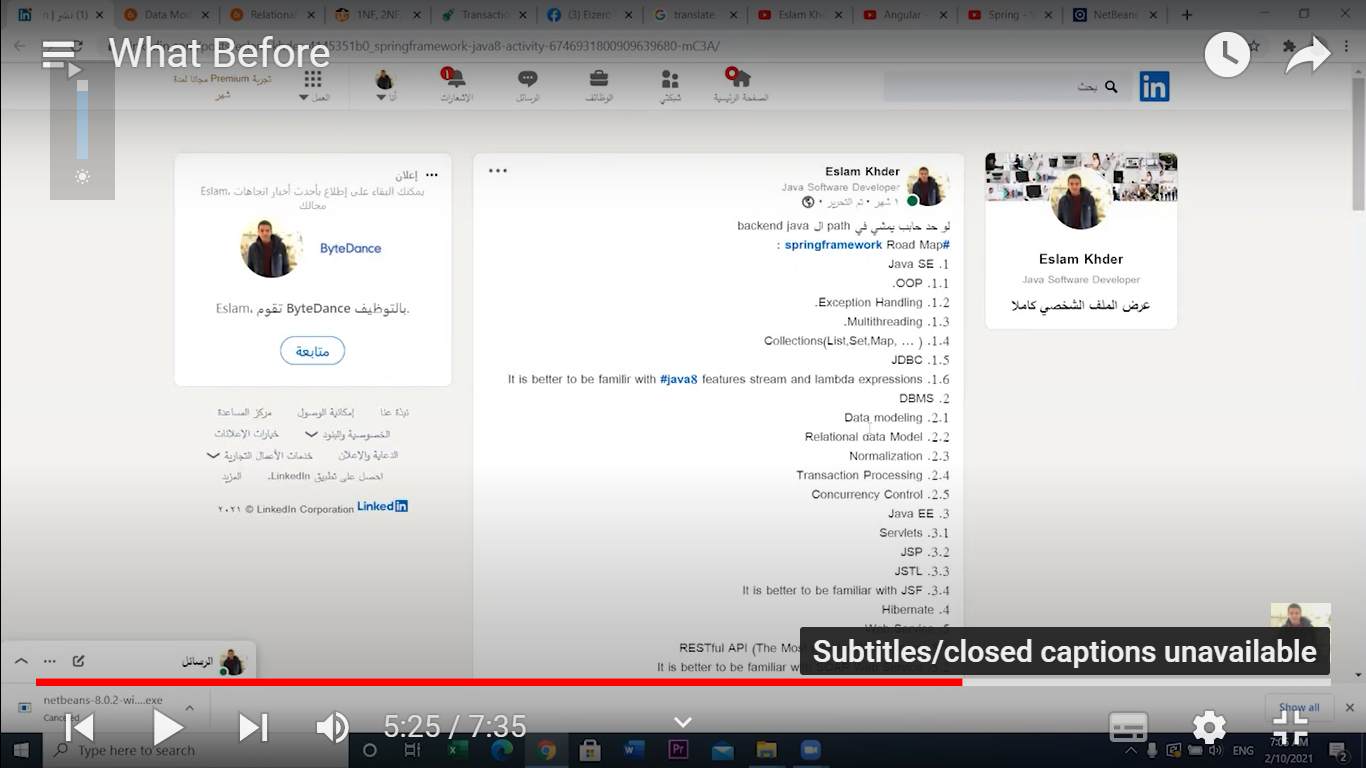 (1) نشر | in
Data Mod
Relational
1NF, 2NF,
Transactio
(3) Elzero
translate
Eslam Kh
Angular -
Spring - Y
NetBeans
What Before
4145351b0_springframework-java8-activity-6746931800909639680-mC3A/
تجربة Premium مجانا لمدة
شهر
العمل
أنا
الإشعارات
الرسائل
الوظائف
شبكتي
الصفحة الرئيسية
بحث
in
Eslam Khder
Java Software Developer
عرض الملف الشخصي كاملا
Eslam Khder
Java Software Developer
١ شهر • تم التحرير •
لو حد حابب يمشي في path ال backend java
#springframework Road Map :
1. Java SE
1.1. OOP.
1.2. Exception Handling.
1.3. Multithreading.
1.4. Collections(List,Set,Map, ... )
1.5. JDBC
1.6. It is better to be familir with #java8 features stream and lambda expressions
2. DBMS
2.1. Data modeling
2.2. Relational data Model
2.3. Normalization
2.4. Transaction Processing
2.5. Concurrency Control
3. Java EE
3.1. Servlets
3.2. JSP
3.3. JSTL
3.4. It is better to be familiar with JSF
4. Hibernate
5. Web Service
RESTful API (The Most
It is better to be familiar with SOAP Web Service
إعلان
Eslam، يمكنك البقاء على إطلاع بأحدث أخبار اتجاهات
مجالك
ByteDance
Eslam، تقوم ByteDance بالتوظيف.
متابعة
نبذة عنا
إمكانية الوصول
مركز المساعدة
الخصوصية والبنود
خيارات الإعلانات
الدعاية والإعلان
خدمات الأعمال التجارية
احصل على تطبيق LinkedIn.
المزيد
LinkedIn LinkedIn Corporation © ٢٠٢١
الرسائل
Subtitles/closed captions unavailable
netbeans-8.0.2-wi....exe
Canceled
Show all
5:25 / 7:35
Type here to search
ENG
2/10/2021
2